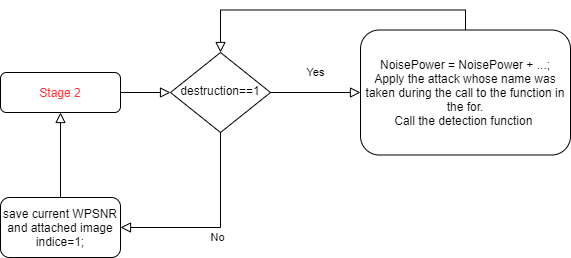 NoisePower = NoisePower + ...;
Apply the attack whose name was
taken during the call to the function in
the for.
Call the detection function
Yes
Stage 2
destruction==1
save current WPSNR
and attached image
indice=1;
No